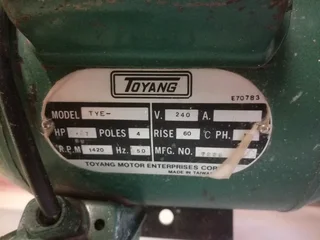 TOYANG
E70783
MODEL TYE- V. 240 A.
HP POLES 4 RISE 60 °C PH.
R.P.M 1420 Hz. 50 MFG. NO.
TOYANG MOTOR ENTERPRISES CORP
MADE IN TAIWAN